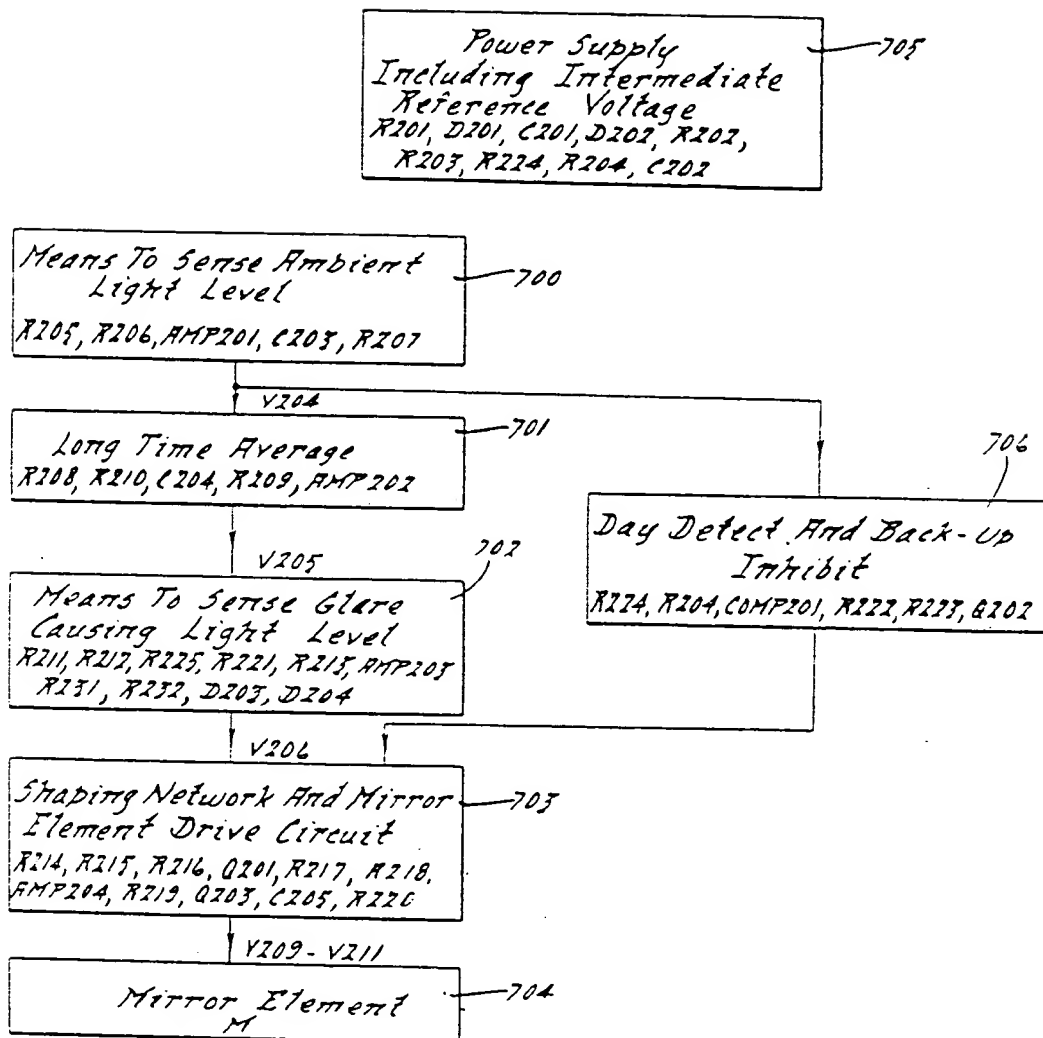 Power Supply
Including Intermediate
Reference Voltage
R201, D201, C201, D202, R202,
R203, R224, R204, C202
705
Means To Sense Ambient
Light Level
R205, R206, AMP201, C203, R207
700
V204
Long Time Average
R208, R210, C204, R209, AMP202
701
V205
702
Means To Sense Glare
Causing Light Level
R211, R212, R225, R221, R213, AMP203
R231, R232, D203, D204
706
Day Detect And Back-up
Inhibit
R224, R204, COMP201, R222, R223, Q202
V206
Shaping Network And Mirror
Element Drive Circuit
R214, R215, R216, Q201, R217, R218,
AMP204, R219, Q203, C205, R220
703
V209-V211
Mirror Element
M
704